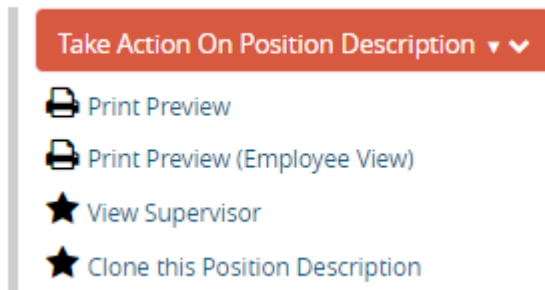 Take Action On Position Description
Print Preview
Print Preview (Employee View)
View Supervisor
Clone this Position Description